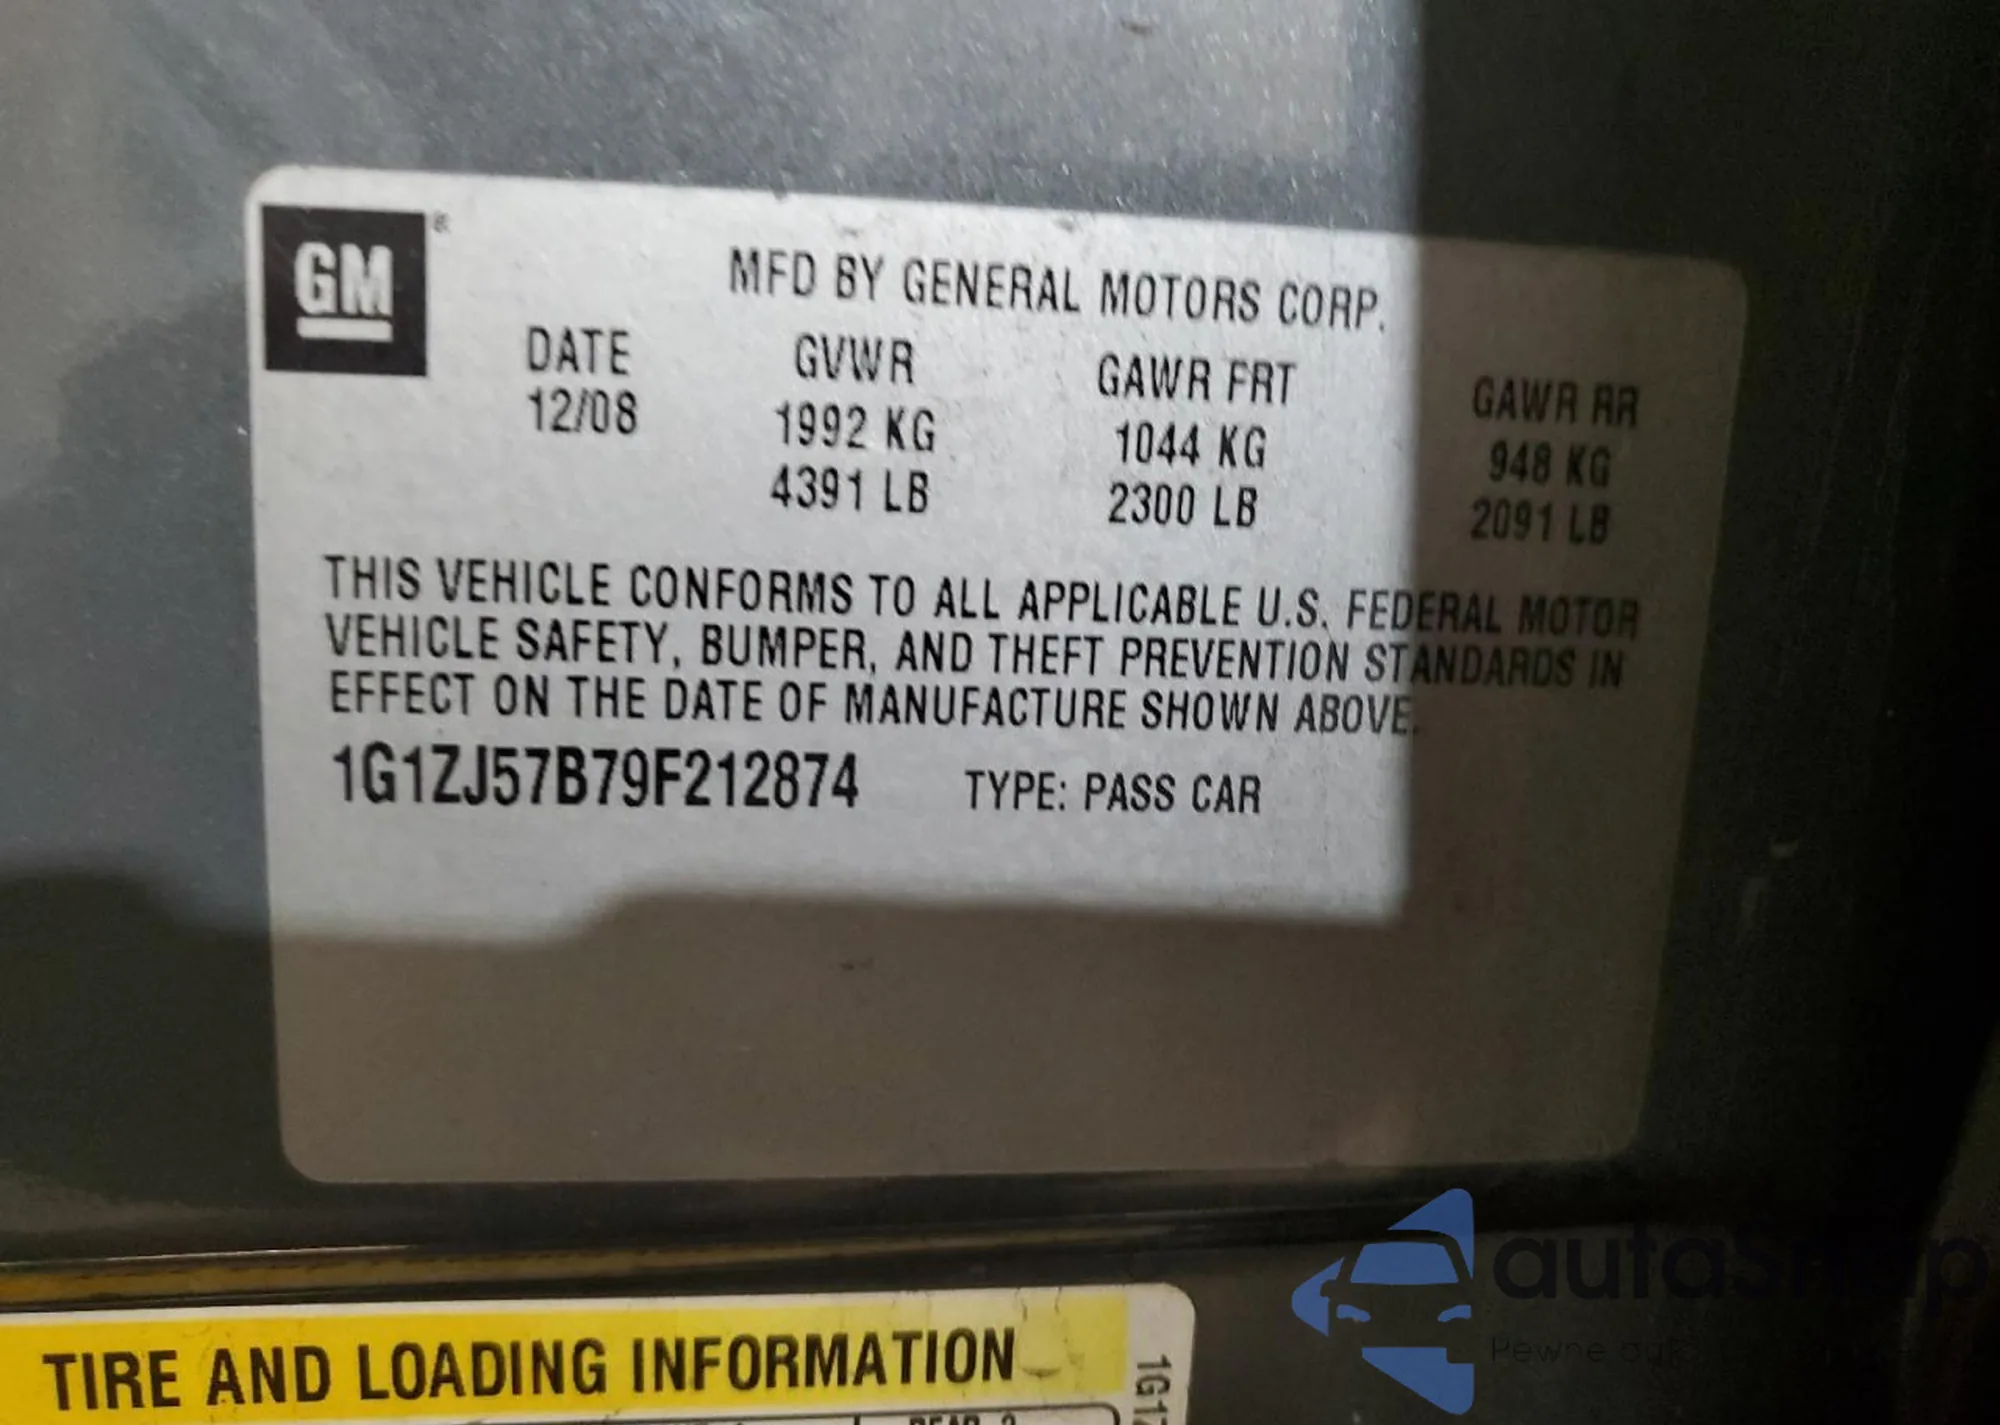 GM®
MFD BY GENERAL MOTORS CORP.
DATE GVWR GAWR FRT GAWR RR
12/08 1992 KG 1044 KG 948 KG
4391 LB 2300 LB 2091 LB
THIS VEHICLE CONFORMS TO ALL APPLICABLE U.S. FEDERAL MOTOR
VEHICLE SAFETY, BUMPER, AND THEFT PREVENTION STANDARDS IN
EFFECT ON THE DATE OF MANUFACTURE SHOWN ABOVE.
1G1ZJ57B79F212874 TYPE: PASS CAR
TIRE AND LOADING INFORMATION
1G1Z
Pewne